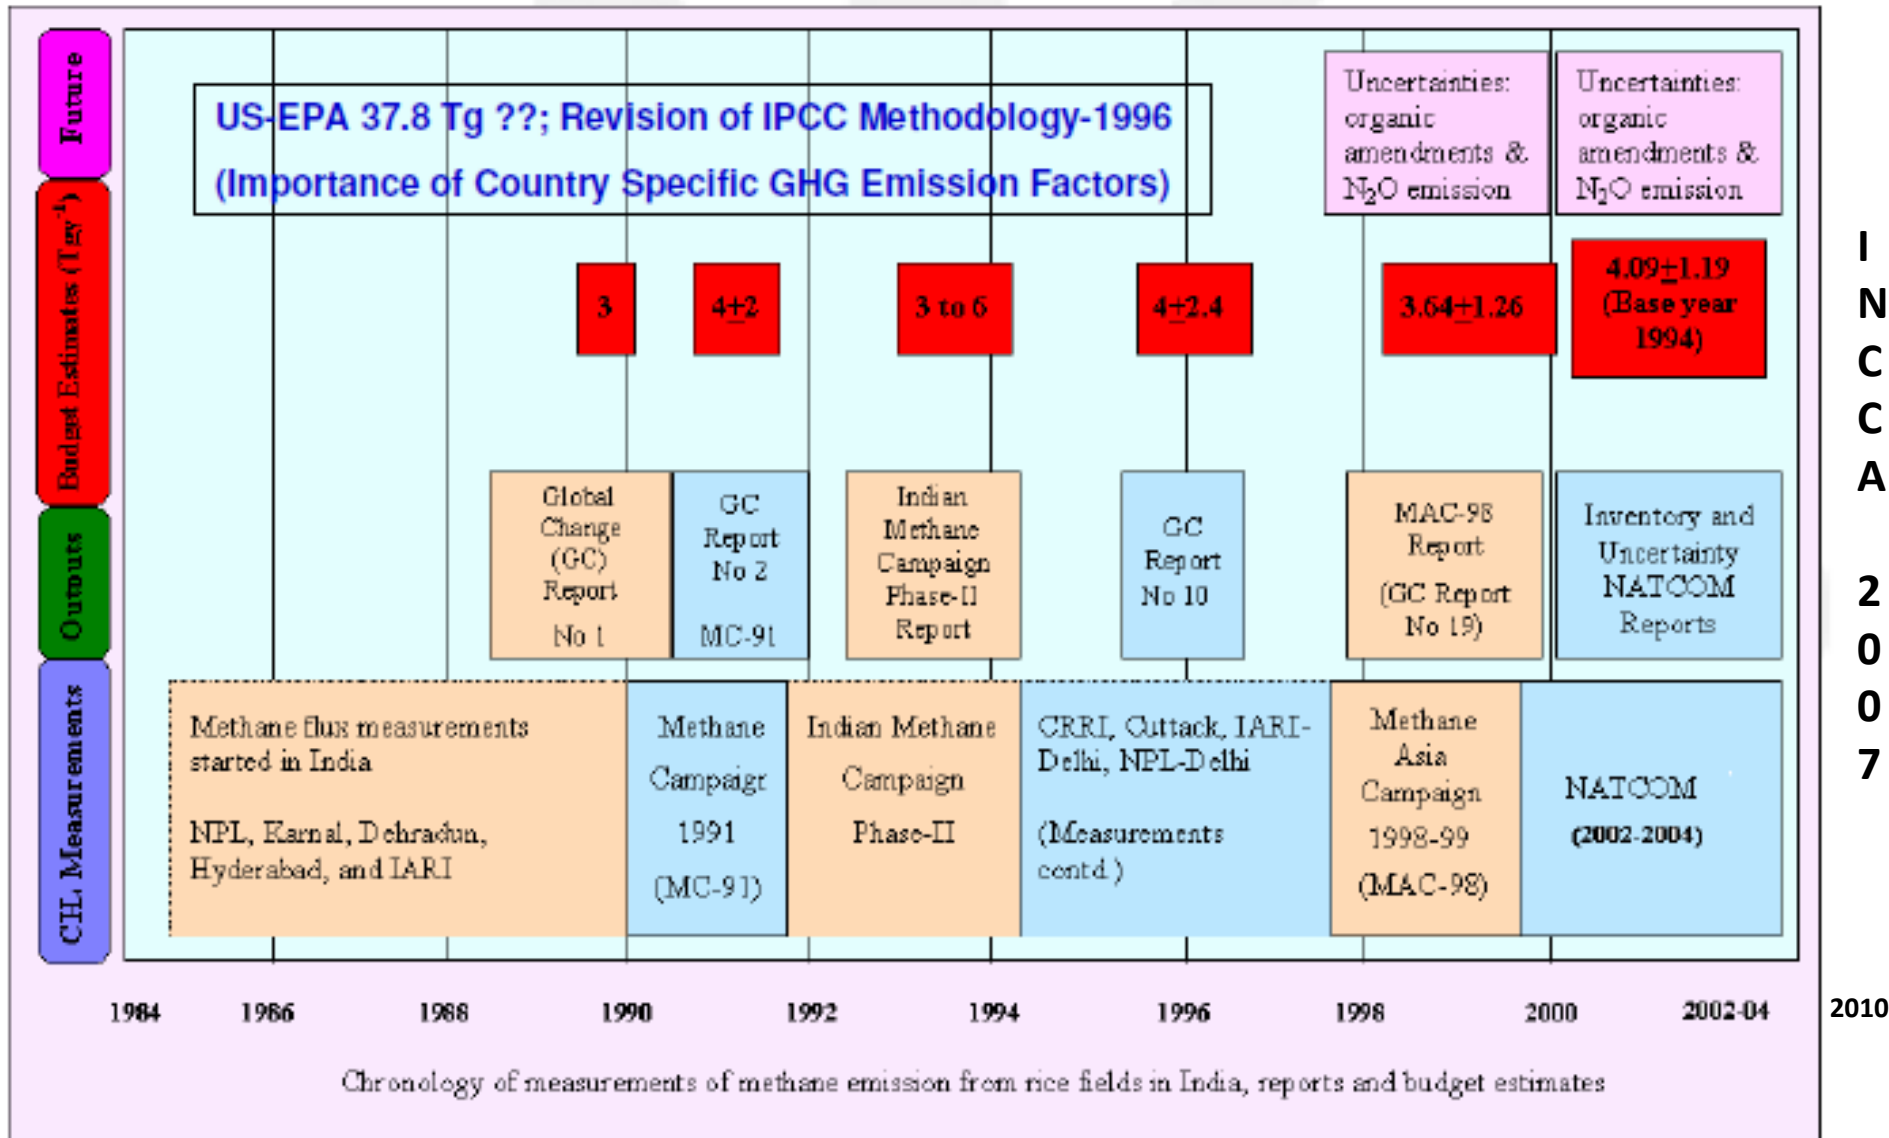 Future
US-EPA 37.8 Tg ??; Revision of IPCC Methodology-1996
(Importance of Country Specific GHG Emission Factors)
Uncertainties:
organic
amendments &
N₂O emission
Uncertainties:
organic
amendments &
N₂O emission
Budget Estimates (Tgy⁻¹)
3
4±2
3 to 6
4±2.4
3.64±1.26
4.09±1.19
(Base year
1994)
Outputs
Global
Change
(GC)
Report
No 1
GC
Report
No 2
MC-91
Indian
Methane
Campaign
Phase-II
Report
GC
Report
No 10
MAC-98
Report
(GC Report
No 19)
Inventory and
Uncertainty
NATCOM
Reports
CH₄ Measurements
Methane flux measurements
started in India
NPL, Karnal, Dehradun,
Hyderabad, and IARI
Methane
Campaigr
1991
(MC-91)
Indian Methane
Campaign
Phase-II
CRRI, Cuttack, IARI-
Delhi, NPL-Delhi
(Measurements
contd.)
Methane
Asia
Campaign
1998-99
(MAC-98)
NATCOM
(2002-2004)
1984 1986 1988 1990 1992 1994 1996 1998 2000 2002-04 2010
Chronology of measurements of methane emission from rice fields in India, reports and budget estimates
I
N
C
C
A
2
0
0
7